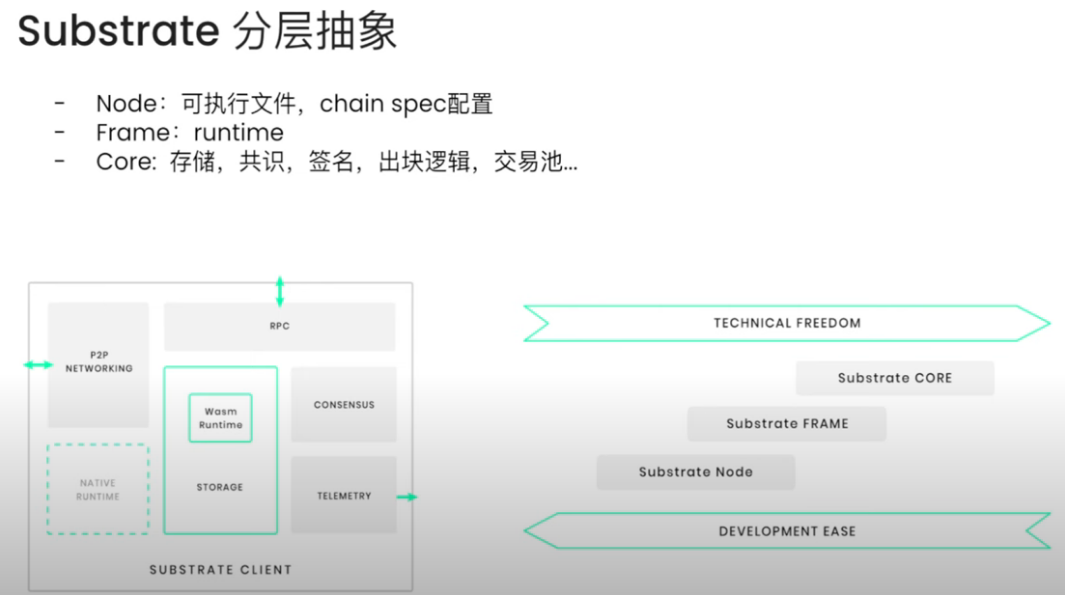 Substrate 分层抽象
- Node：可执行文件，chain spec配置
- Frame：runtime
- Core: 存储，共识，签名，出块逻辑，交易池...
RPC
P2P
NETWORKING
Wasm
Runtime
CONSENSUS
NATIVE
RUNTIME
STORAGE
TELEMETRY
SUBSTRATE CLIENT
TECHNICAL FREEDOM
Substrate CORE
Substrate FRAME
Substrate Node
DEVELOPMENT EASE